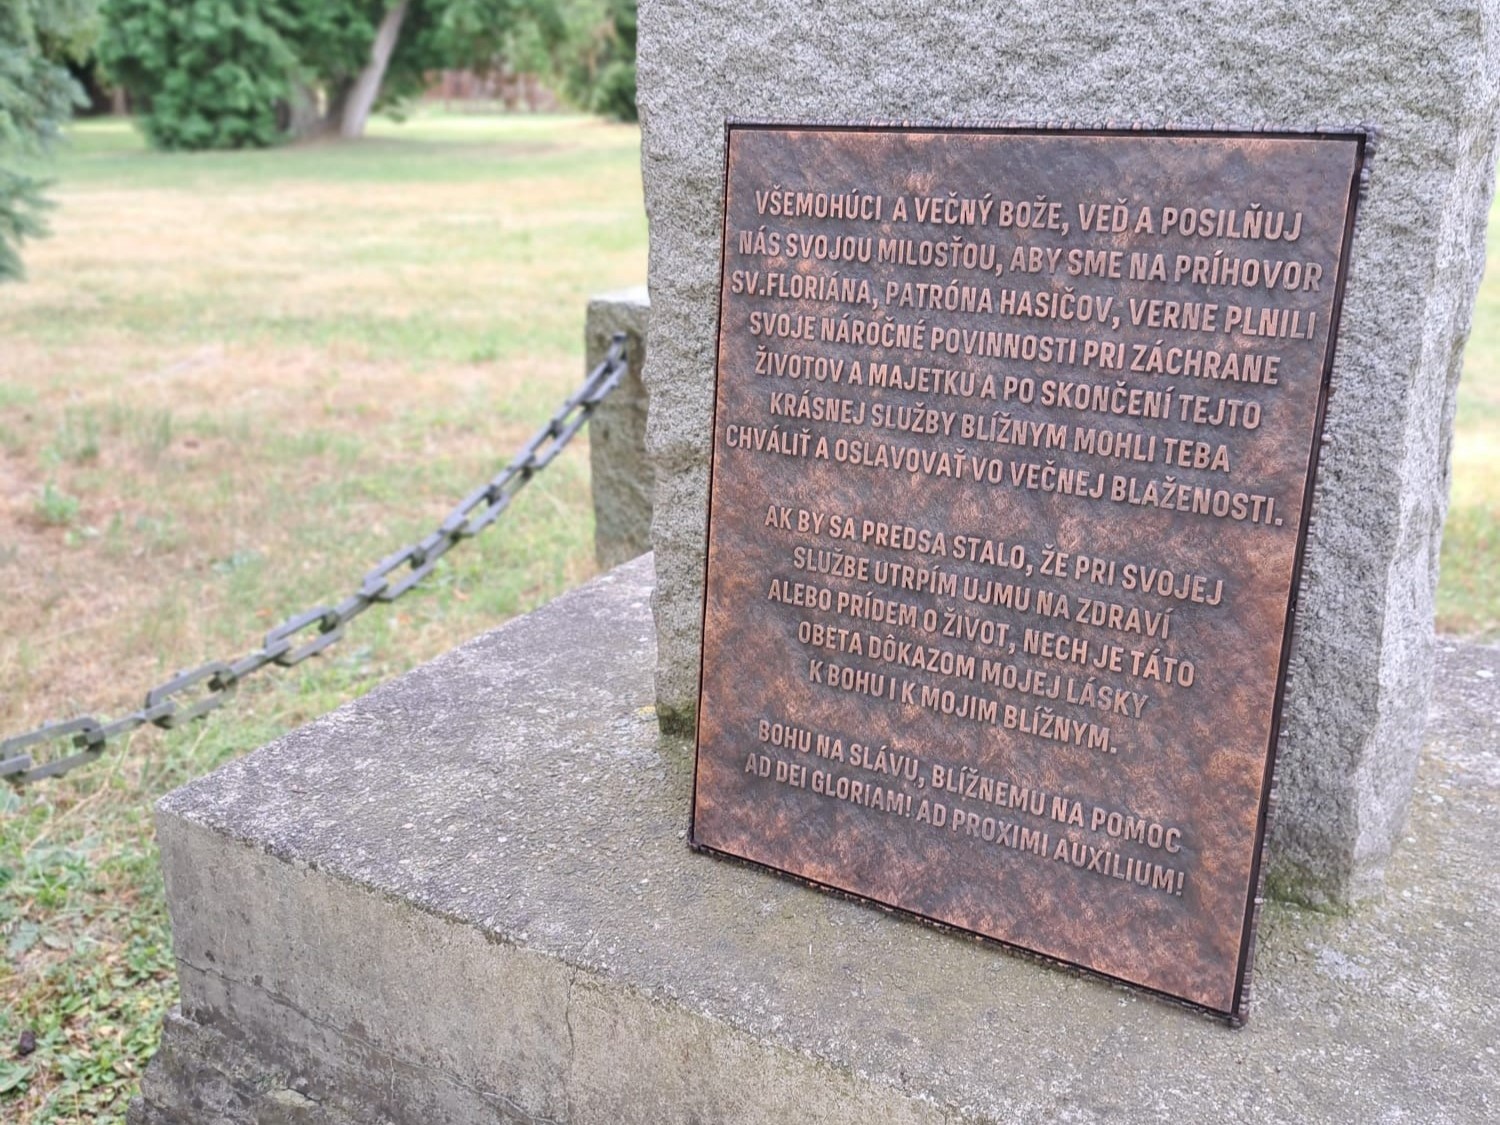 VŠEMOHÚCI A VEČNÝ BOŽE, VEĎ A POSILŇUJ
NÁS SVOJOU MILOSŤOU, ABY SME NA PRÍHOVOR
SV.FLORIÁNA, PATRÓNA HASIČOV, VERNE PLNILI
SVOJE NÁROČNÉ POVINNOSTI PRI ZÁCHRANE
ŽIVOTOV A MAJETKU A PO SKONČENÍ TEJTO
KRÁSNEJ SLUŽBY BLÍŽNYM MOHLI TEBA
CHVÁLIŤ A OSLAVOVAŤ VO VEČNEJ BLAŽENOSTI.
AK BY SA PREDSA STALO, ŽE PRI SVOJEJ
SLUŽBE UTRPÍM UJMU NA ZDRAVÍ
ALEBO PRÍDEM O ŽIVOT, NECH JE TÁTO
OBETA DÔKAZOM MOJEJ LÁSKY
K BOHU I K MOJIM BLÍŽNYM.
BOHU NA SLÁVU, BLÍŽNEMU NA POMOC
AD DEI GLORIAM! AD PROXIMI AUXILIUM!